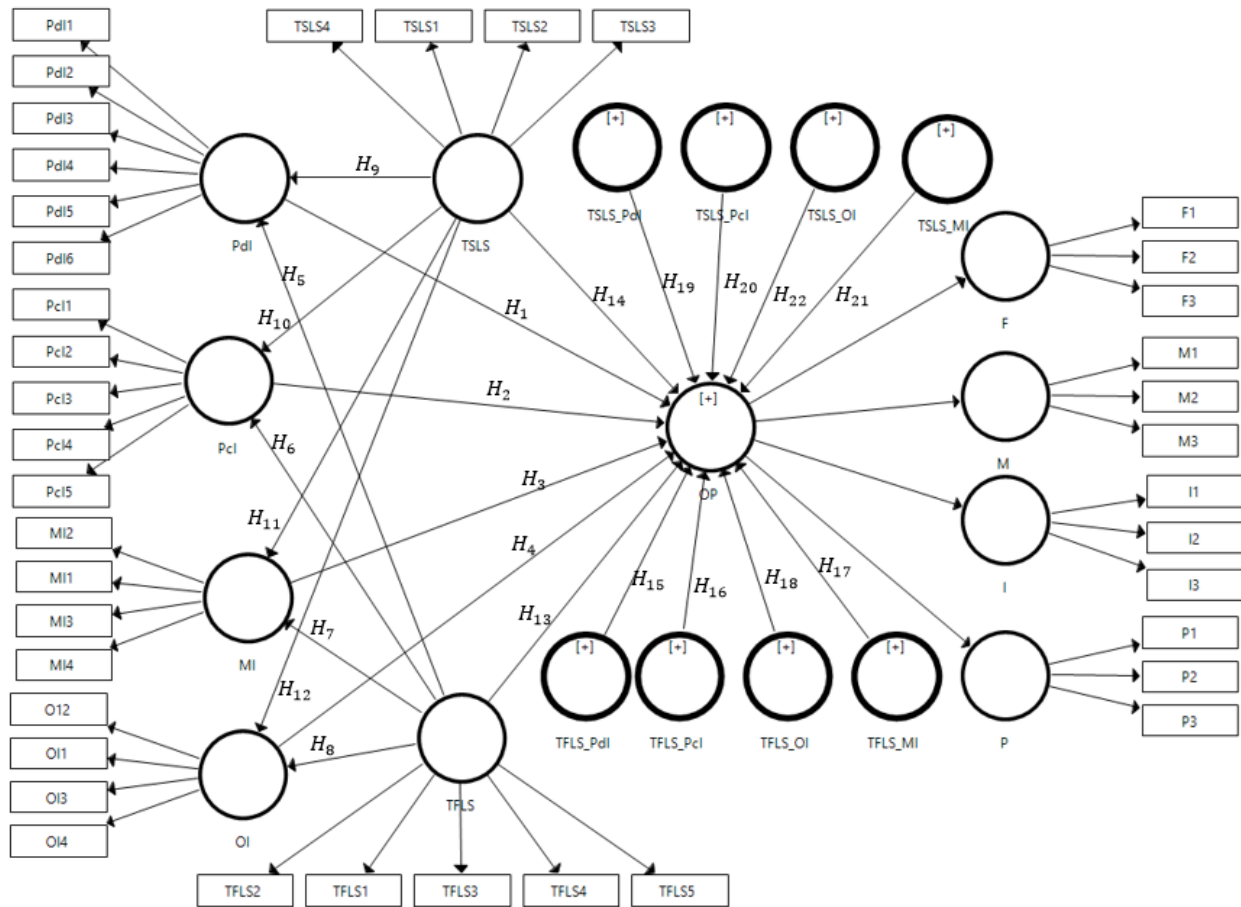 PdI1
PdI2
PdI3
PdI4
PdI5
PdI6
PcI1
PcI2
PcI3
PcI4
PcI5
MI2
MI1
MI3
MI4
O12
OI1
OI3
OI4
TSLS4
TSLS1
TSLS2
TSLS3
PdI
TSLS
PcI
MI
OI
TFLS
TFLS2
TFLS1
TFLS3
TFLS4
TFLS5
H₉
H₅
H₁₀
H₁
H₁₄
H₂
H₆
H₃
H₁₁
H₄
H₇
H₁₂
H₁₃
H₈
[+]
TSLS_PdI
[+]
TSLS_PcI
[+]
TSLS_OI
[+]
TSLS_MI
H₁₉
H₂₀
H₂₂
H₂₁
[+]
OP
H₁₅
H₁₆
H₁₈
H₁₇
[+]
TFLS_PdI
[+]
TFLS_PcI
[+]
TFLS_OI
[+]
TFLS_MI
F
M
I
P
F1
F2
F3
M1
M2
M3
I1
I2
I3
P1
P2
P3